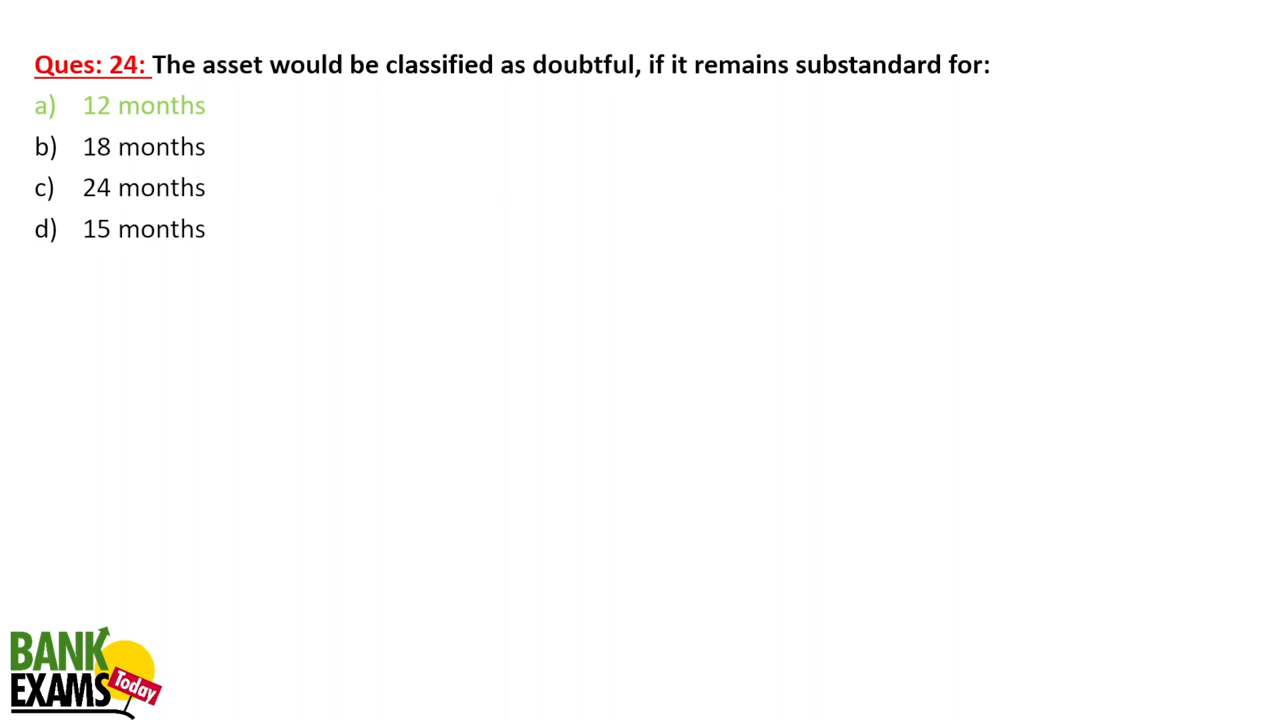 Ques: 24: The asset would be classified as doubtful, if it remains substandard for:
a) 12 months
b) 18 months
c) 24 months
d) 15 months
BANK
EXAMS Today